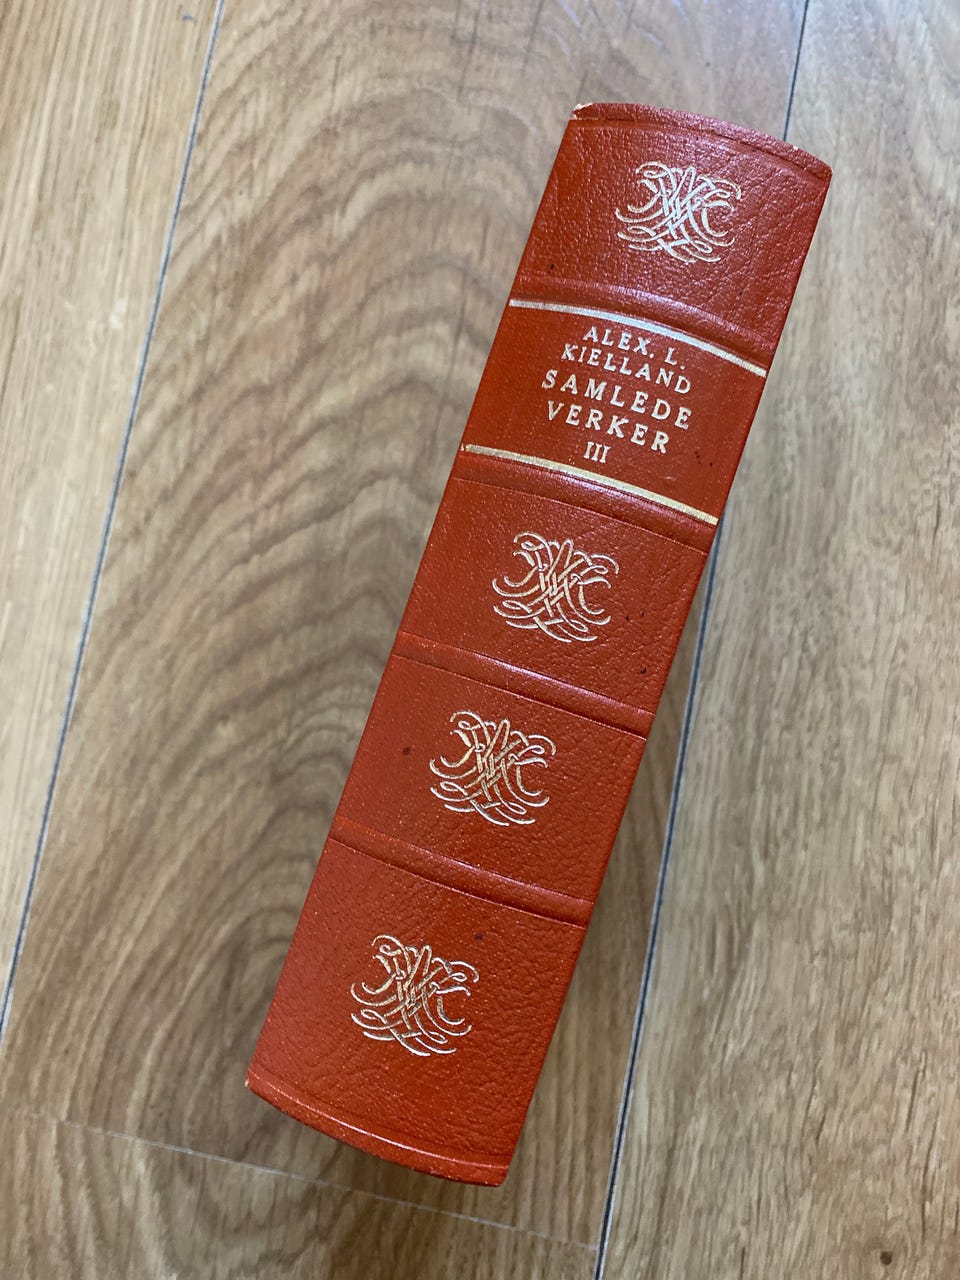 ALEX. L.
KIELLAND
SAMLEDE
VERKER
III